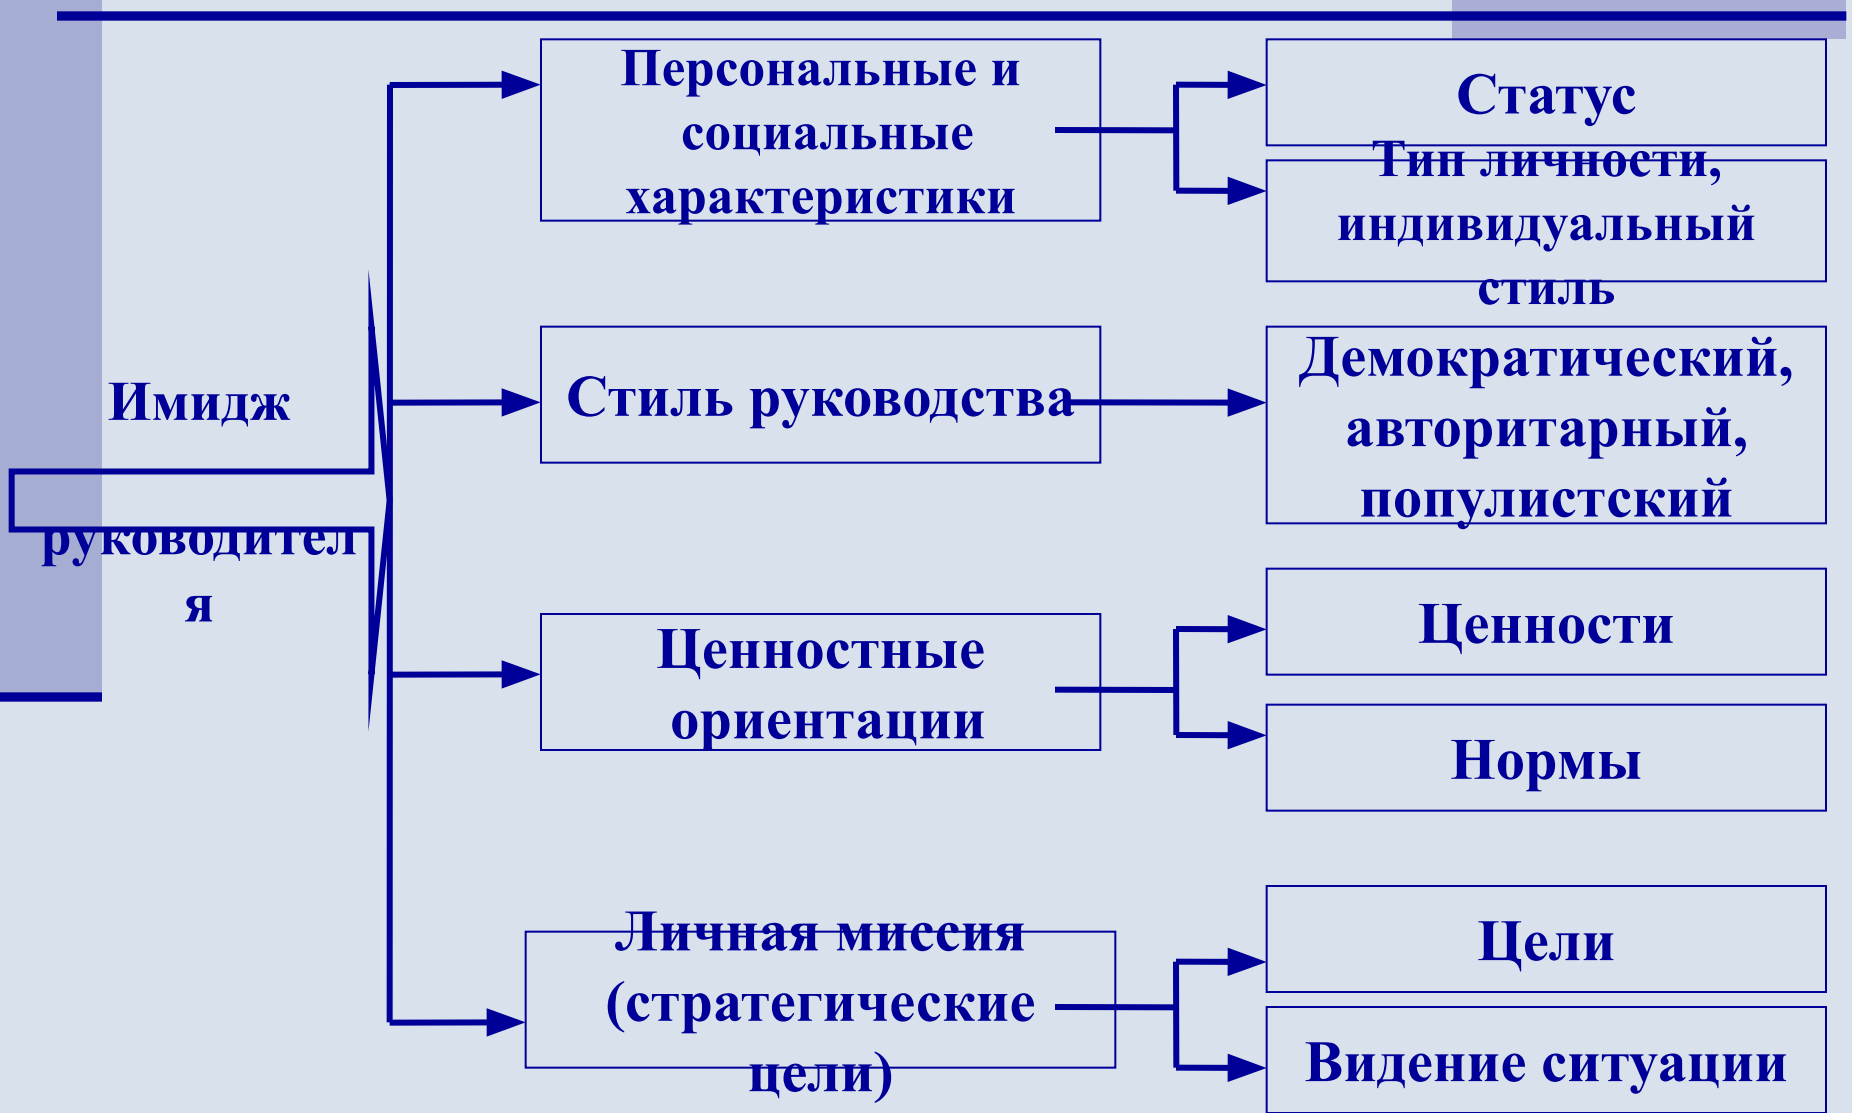 Имидж
руководител
я
Персональные и
социальные
характеристики
Статус
Тип личности,
индивидуальный
стиль
Стиль руководства
Демократический,
авторитарный,
популистский
Ценностные
ориентации
Ценности
Нормы
Личная миссия
(стратегические
цели)
Цели
Видение ситуации